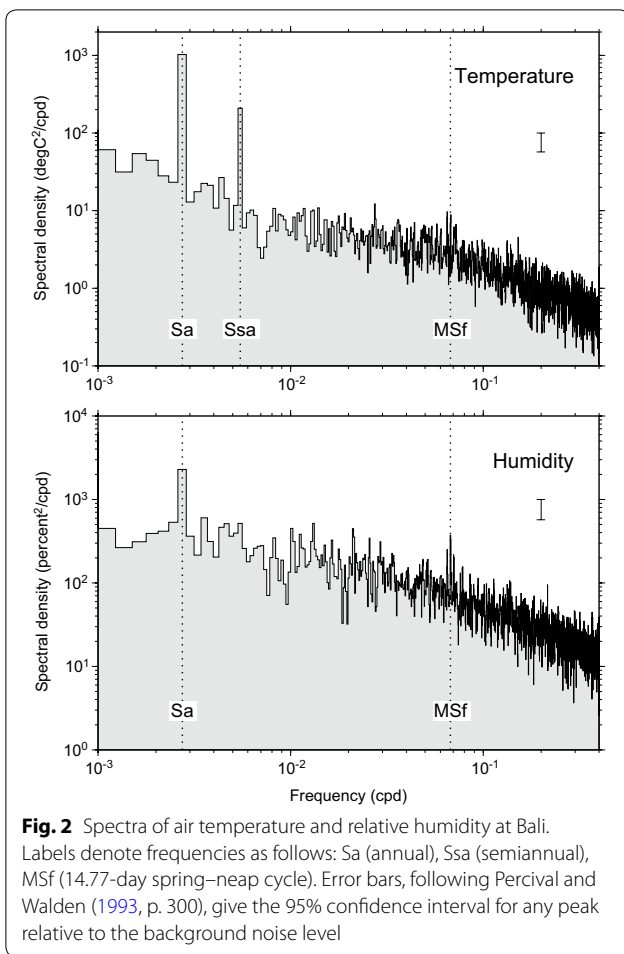 Temperature
Spectral density (degC²/cpd)
10³
10²
10¹
10⁰
10⁻¹
Sa
Ssa
MSf
10⁻³
10⁻²
10⁻¹
Humidity
Spectral density (percent²/cpd)
10⁴
10³
10²
10¹
10⁰
Sa
MSf
10⁻³
10⁻²
10⁻¹
Frequency (cpd)
Fig. 2 Spectra of air temperature and relative humidity at Bali.
Labels denote frequencies as follows: Sa (annual), Ssa (semiannual),
MSf (14.77-day spring–neap cycle). Error bars, following Percival and
Walden (1993, p. 300), give the 95% confidence interval for any peak
relative to the background noise level